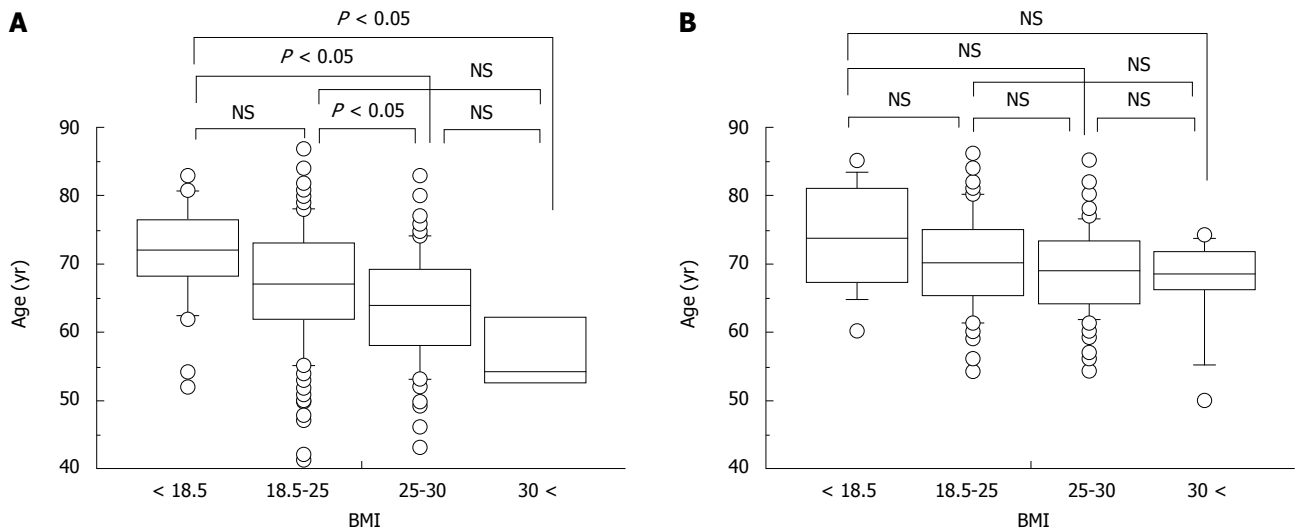 A
P < 0.05
P < 0.05
NS
NS
P < 0.05
NS
90
80
70
60
50
40
Age (yr)
< 18.5
18.5-25
25-30
30 <
BMI
B
NS
NS
NS
NS
NS
NS
90
80
70
60
50
40
Age (yr)
< 18.5
18.5-25
25-30
30 <
BMI